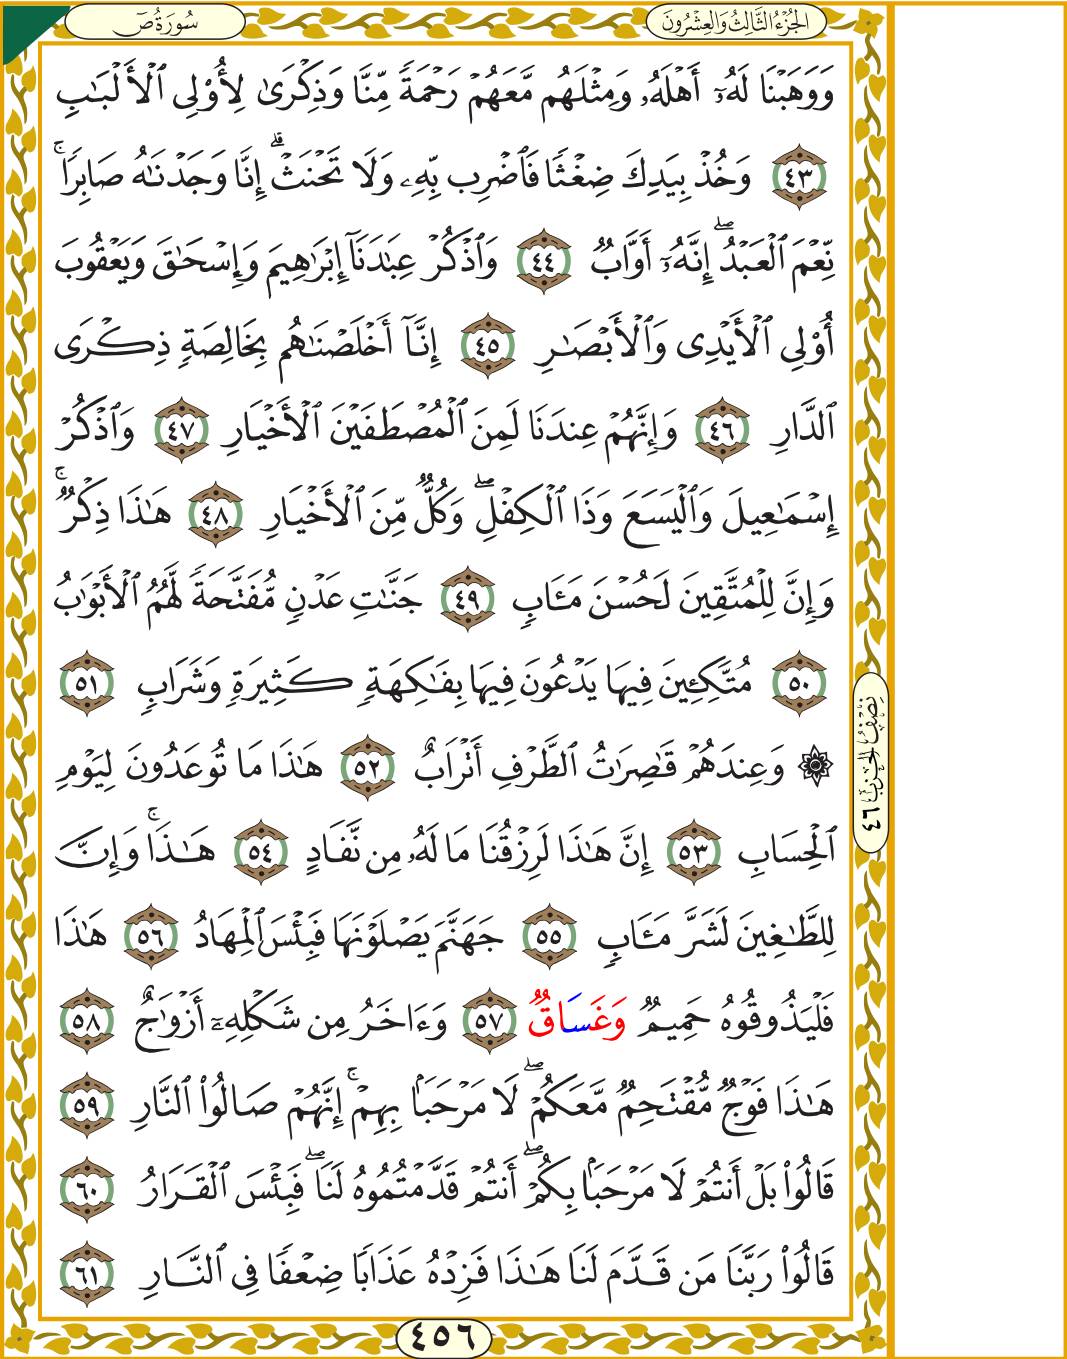 سُورَةُ صٓ
الجُزْءُ الثَّالِثُ وَالعِشْرُونَ
وَوَهَبْنَا لَهُۥٓ أَهْلَهُۥ وَمِثْلَهُم مَّعَهُمْ رَحْمَةً مِّنَّا وَذِكْرَىٰ لِأُو۟لِى ٱلْأَلْبَٰبِ
٤٣ وَخُذْ بِيَدِكَ ضِغْثًا فَٱضْرِب بِّهِۦ وَلَا تَحْنَثْ ۗ إِنَّا وَجَدْنَٰهُ صَابِرًا ۚ
نِّعْمَ ٱلْعَبْدُ ۖ إِنَّهُۥٓ أَوَّابٌ ٤٤ وَٱذْكُرْ عِبَٰدَنَآ إِبْرَٰهِيمَ وَإِسْحَٰقَ وَيَعْقُوبَ
أُو۟لِى ٱلْأَيْدِى وَٱلْأَبْصَٰرِ ٤٥ إِنَّآ أَخْلَصْنَٰهُم بِخَالِصَةٍ ذِكْرَى
ٱلدَّارِ ٤٦ وَإِنَّهُمْ عِندَنَا لَمِنَ ٱلْمُصْطَفَيْنَ ٱلْأَخْيَارِ ٤٧ وَٱذْكُرْ
إِسْمَٰعِيلَ وَٱلْيَسَعَ وَذَا ٱلْكِفْلِ ۖ وَكُلٌّ مِّنَ ٱلْأَخْيَارِ ٤٨ هَٰذَا ذِكْرٌ ۚ
وَإِنَّ لِلْمُتَّقِينَ لَحُسْنَ مَـَٔابٍ ٤٩ جَنَّٰتِ عَدْنٍ مُّفَتَّحَةً لَّهُمُ ٱلْأَبْوَٰبُ
٥٠ مُتَّكِـِٔينَ فِيهَا يَدْعُونَ فِيهَا بِفَٰكِهَةٍ كَثِيرَةٍ وَشَرَابٍ ٥١
۞ وَعِندَهُمْ قَٰصِرَٰتُ ٱلطَّرْفِ أَتْرَابٌ ٥٢ هَٰذَا مَا تُوعَدُونَ لِيَوْمِ
ٱلْحِسَابِ ٥٣ إِنَّ هَٰذَا لَرِزْقُنَا مَا لَهُۥ مِن نَّفَادٍ ٥٤ هَٰذَا ۚ وَإِنَّ
لِلطَّٰغِينَ لَشَرَّ مَـَٔابٍ ٥٥ جَهَنَّمَ يَصْلَوْنَهَا فَبِئْسَ ٱلْمِهَادُ ٥٦ هَٰذَا
فَلْيَذُوقُوهُ حَمِيمٌ وَغَسَاقٌ ٥٧ وَءَاخَرُ مِن شَكْلِهِۦٓ أَزْوَٰجٌ ٥٨
هَٰذَا فَوْجٌ مُّقْتَحِمٌ مَّعَكُمْ ۖ لَا مَرْحَبًۢا بِهِمْ ۚ إِنَّهُمْ صَالُوا۟ ٱلنَّارِ ٥٩
قَالُوا۟ بَلْ أَنتُمْ لَا مَرْحَبًۢا بِكُمْ ۖ أَنتُمْ قَدَّمْتُمُوهُ لَنَا ۖ فَبِئْسَ ٱلْقَرَارُ ٦٠
قَالُوا۟ رَبَّنَا مَن قَدَّمَ لَنَا هَٰذَا فَزِدْهُ عَذَابًا ضِعْفًا فِى ٱلنَّارِ ٦١
نِصْفُ الحِزْبِ ٤٦
٤٥٦